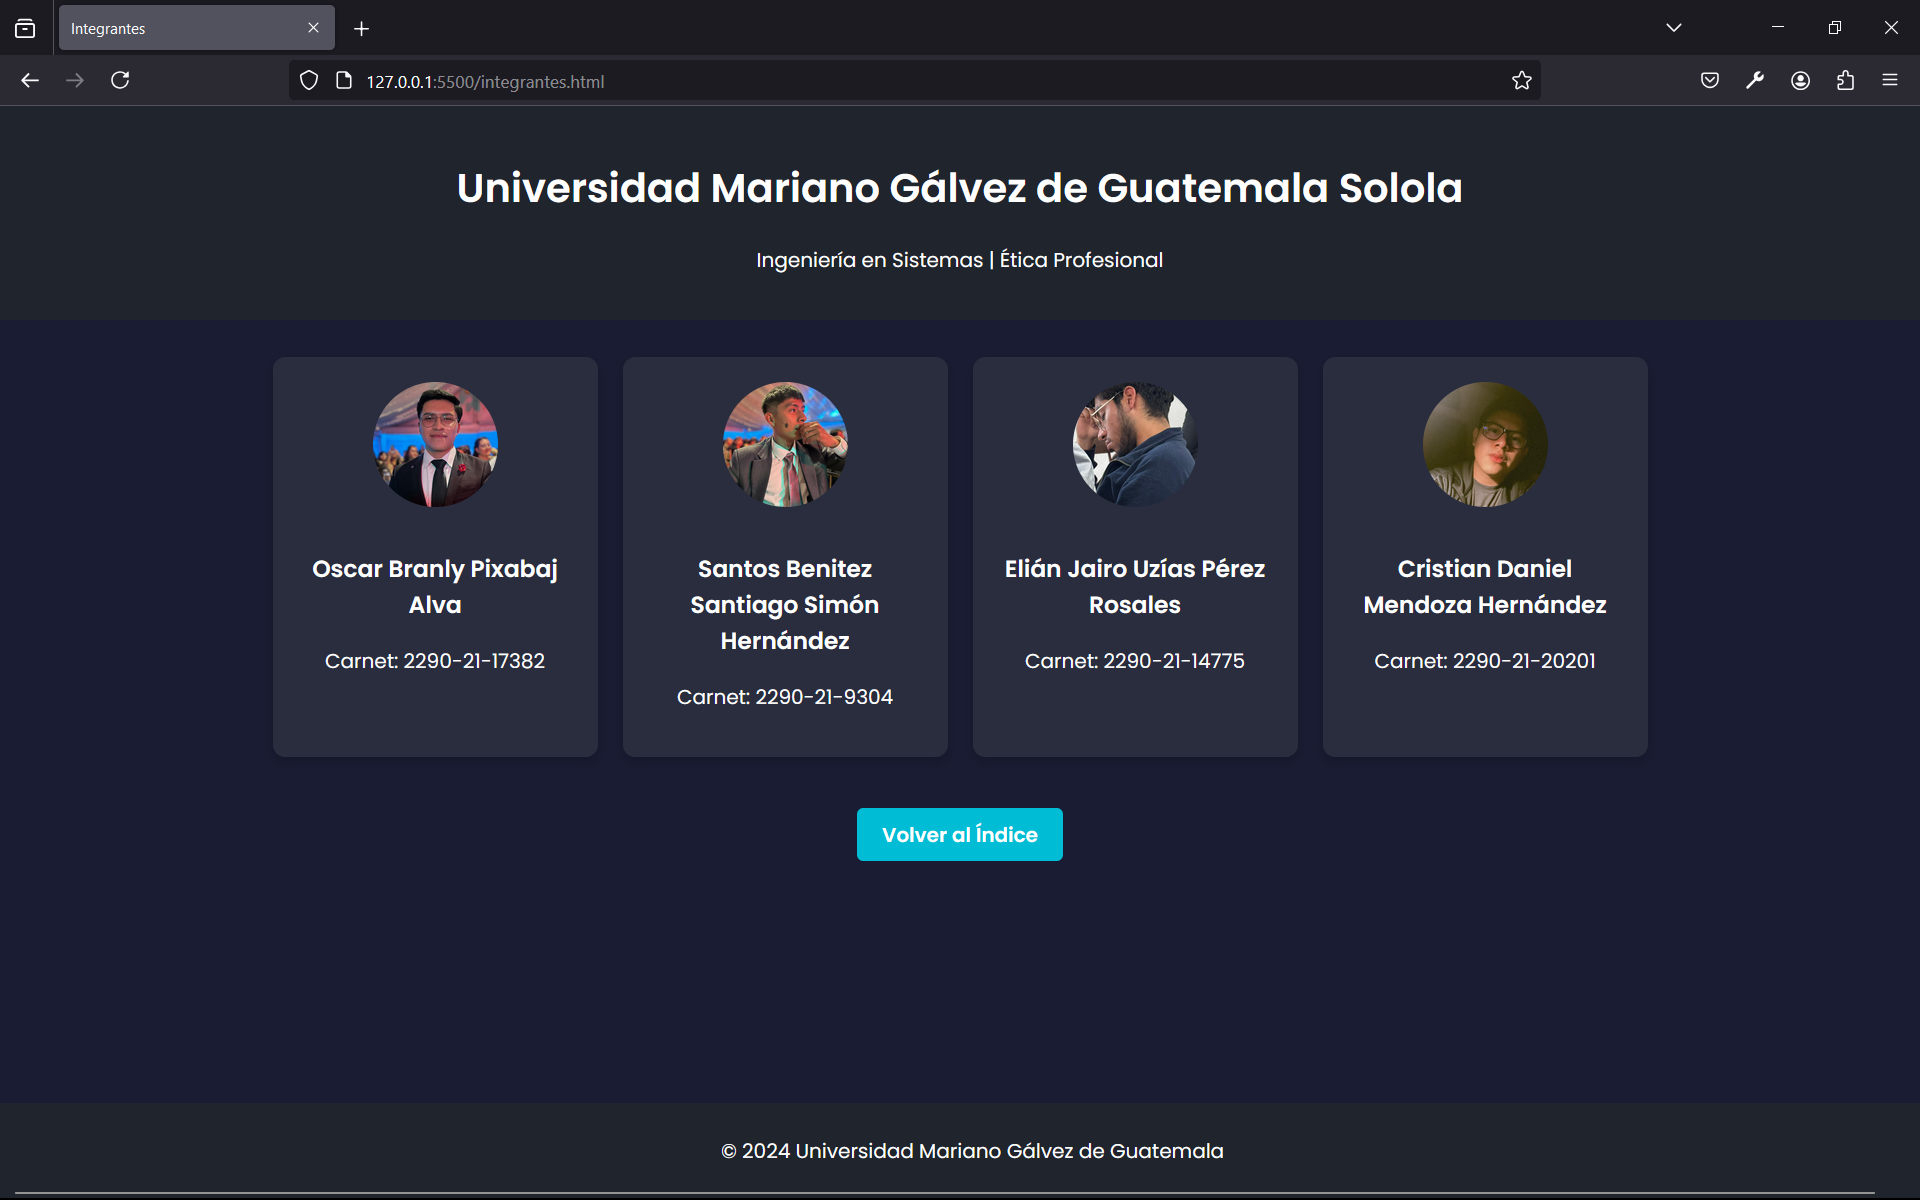 Integrantes
127.0.0.1:5500/integrantes.html
Universidad Mariano Gálvez de Guatemala Solola
Ingeniería en Sistemas | Ética Profesional
Oscar Branly Pixabaj
Alva
Carnet: 2290-21-17382
Santos Benitez
Santiago Simón
Hernández
Carnet: 2290-21-9304
Elián Jairo Uzías Pérez
Rosales
Carnet: 2290-21-14775
Cristian Daniel
Mendoza Hernández
Carnet: 2290-21-20201
Volver al Índice
© 2024 Universidad Mariano Gálvez de Guatemala